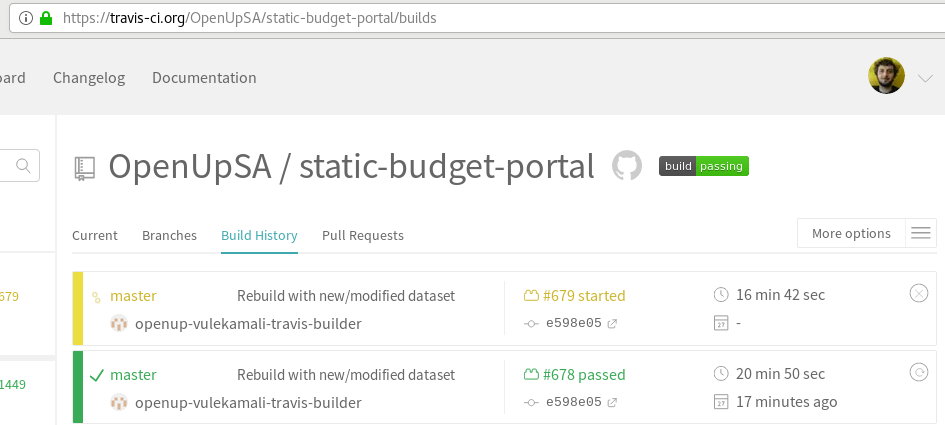 https://travis-ci.org/OpenUpSA/static-budget-portal/builds
oard Changelog Documentation
OpenUpSA / static-budget-portal build passing
Current Branches Build History Pull Requests More options
679 master Rebuild with new/modified dataset #679 started 16 min 42 sec
openup-vulekamali-travis-builder e598e05 27 -
1449 master Rebuild with new/modified dataset #678 passed 20 min 50 sec
openup-vulekamali-travis-builder e598e05 27 17 minutes ago